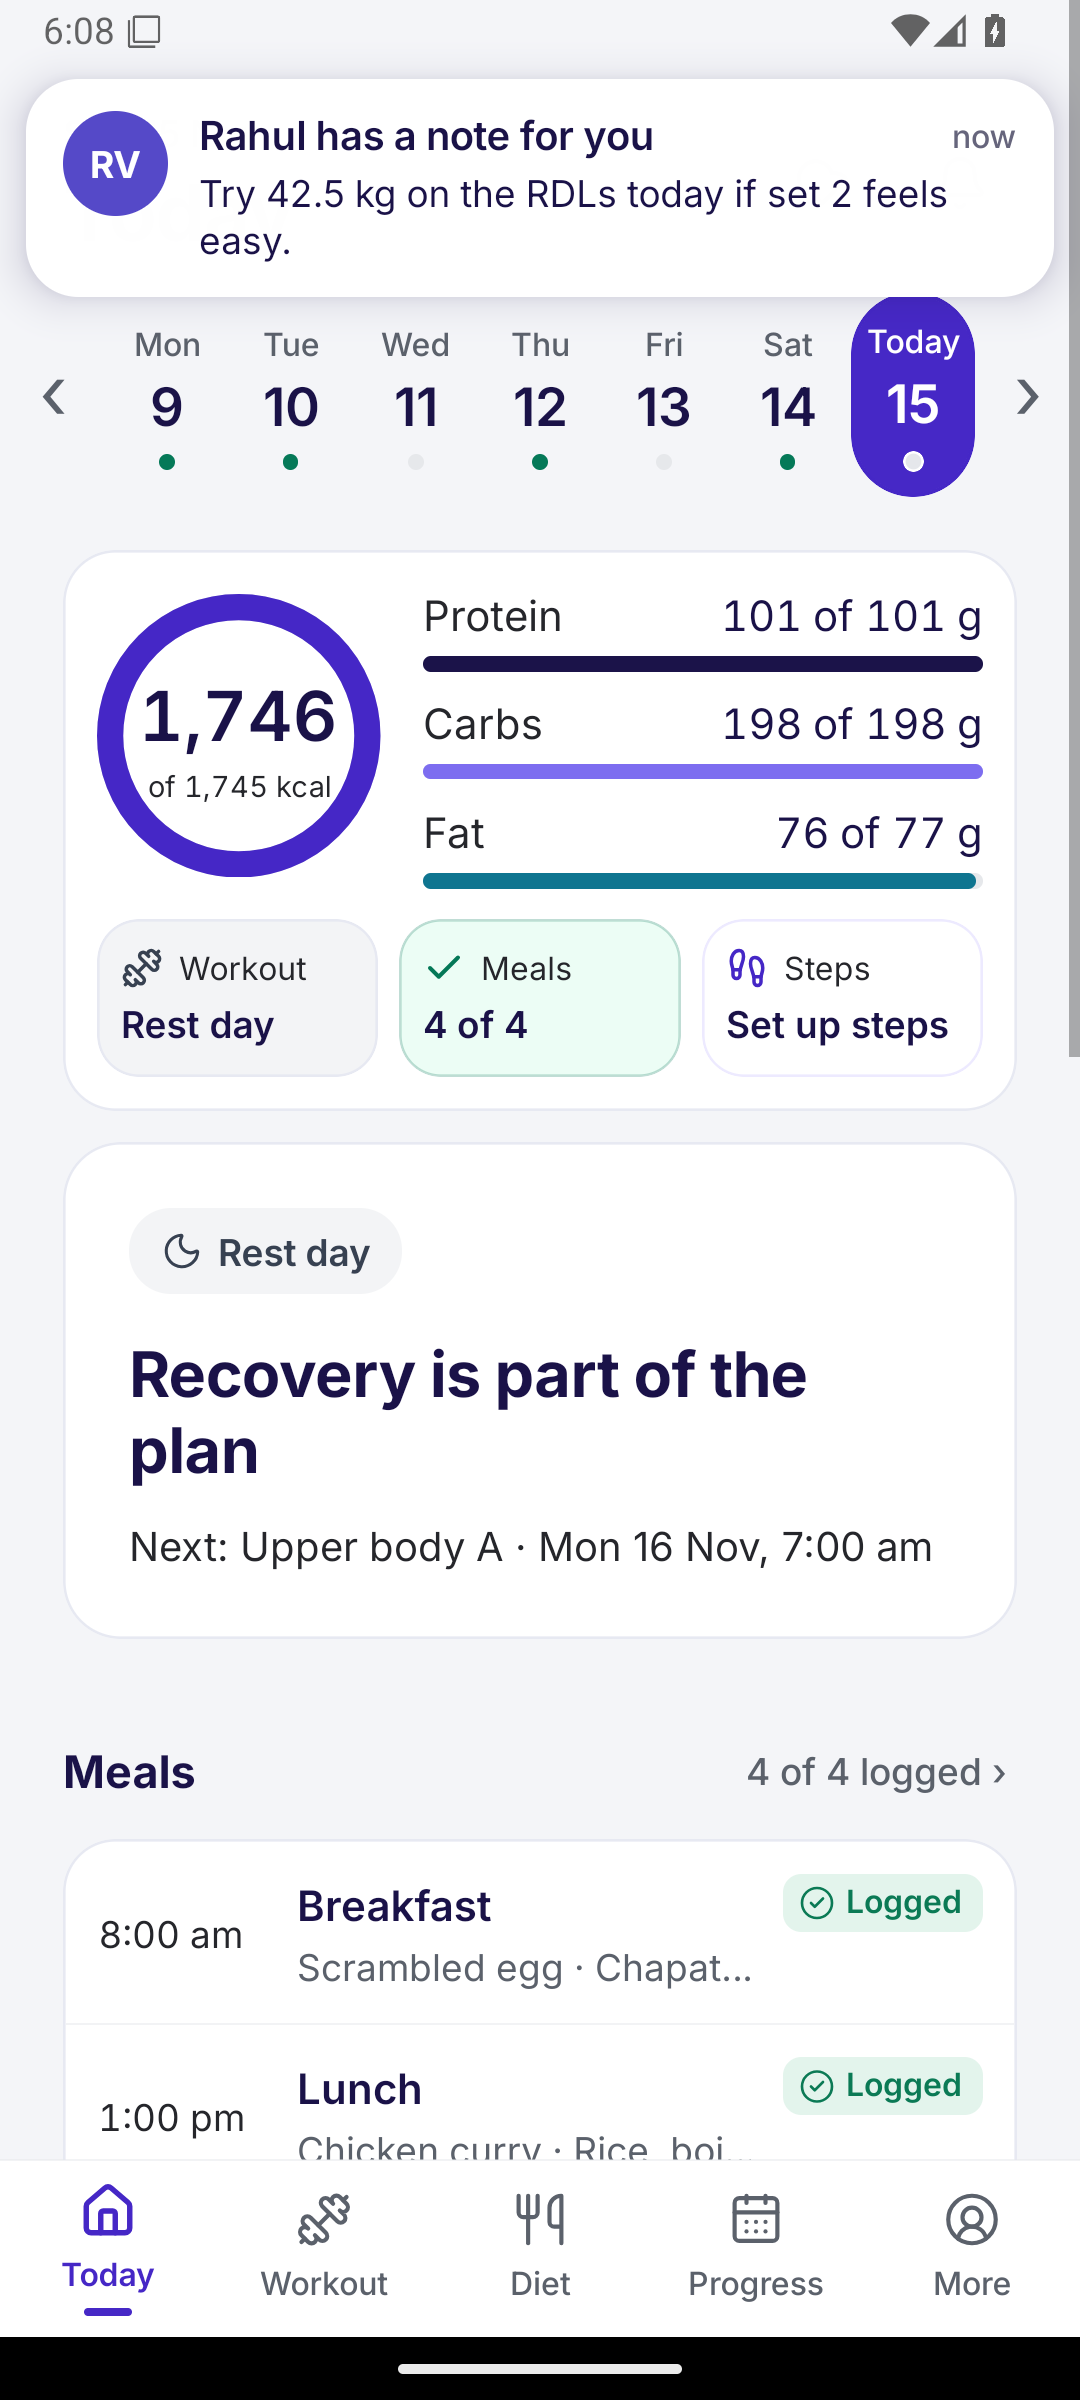 6:08
RV
Rahul has a note for you
now
Try 42.5 kg on the RDLs today if set 2 feels
easy.
Mon Tue Wed Thu Fri Sat Today
9 10 11 12 13 14 15
Protein 101 of 101 g
1,746
of 1,745 kcal
Carbs 198 of 198 g
Fat 76 of 77 g
Workout
Rest day
Meals
4 of 4
Steps
Set up steps
Rest day
Recovery is part of the
plan
Next: Upper body A · Mon 16 Nov, 7:00 am
Meals
4 of 4 logged ›
8:00 am
Breakfast
Logged
Scrambled egg · Chapat...
1:00 pm
Lunch
Logged
Chicken curry · Rice, boi...
Today
Workout
Diet
Progress
More